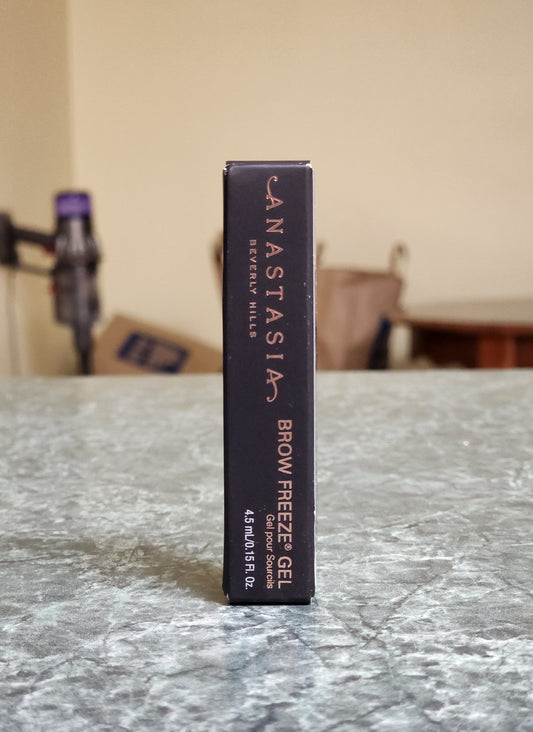 ANASTASIA
BEVERLY HILLS
BROW FREEZE® GEL
Gel pour Sourcils
4.5 mL/0.15 Fl. Oz.